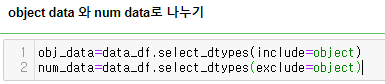 object data 와 num data로 나누기
1 obj_data=data_df.select_dtypes(include=object)
2 num_data=data_df.select_dtypes(exclude=object)